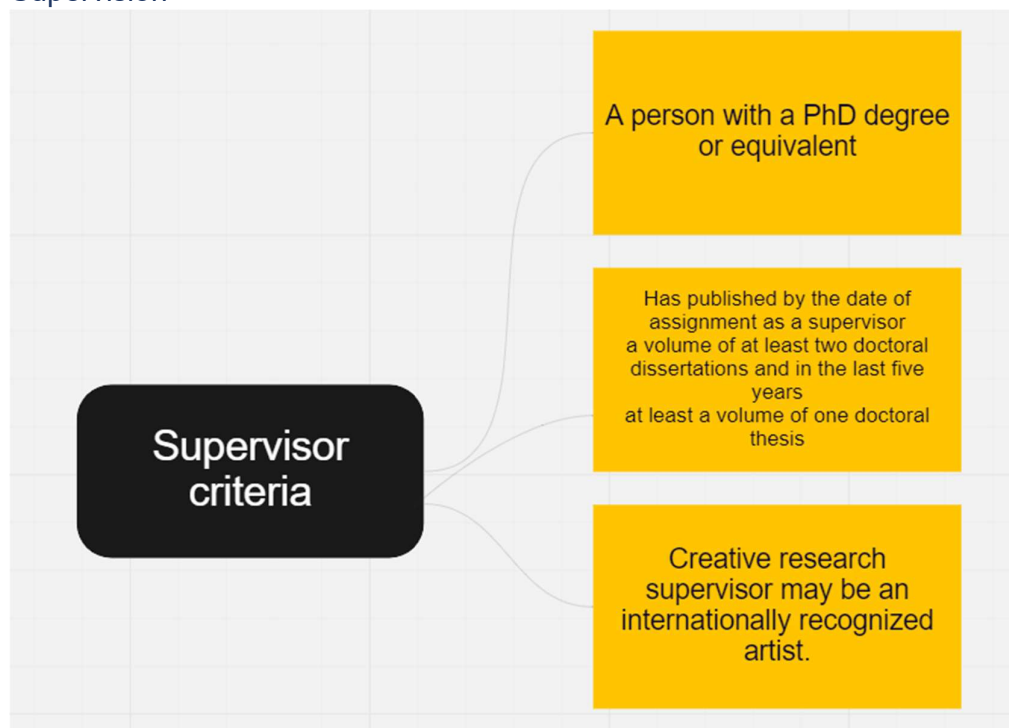 Supervision
Supervisor
criteria
A person with a PhD degree
or equivalent
Has published by the date of
assignment as a supervisor
a volume of at least two doctoral
dissertations and in the last five
years
at least a volume of one doctoral
thesis
Creative research
supervisor may be an
internationally recognized
artist.